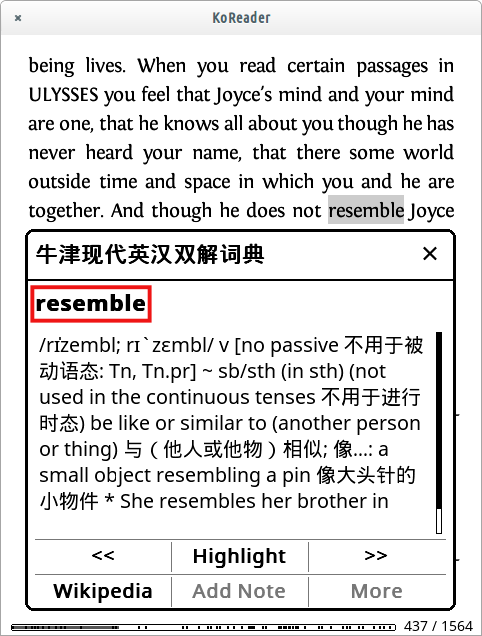 × KoReader
being lives. When you read certain passages in
ULYSSES you feel that Joyce's mind and your mind
are one, that he knows all about you though he has
never heard your name, that there some world
outside time and space in which you and he are
together. And though he does not resemble Joyce
牛津现代英汉双解词典 ×
resemble
/rɪˈzembl; rɪˋzɛmbl/ v [no passive 不用于被
动语态: Tn, Tn.pr] ~ sb/sth (in sth) (not
used in the continuous tenses 不用于进行
时态) be like or similar to (another person
or thing) 与（他人或他物）相似; 像...: a
small object resembling a pin 像大头针的
小物件 * She resembles her brother in
<< Highlight >>
Wikipedia Add Note More
437 / 1564